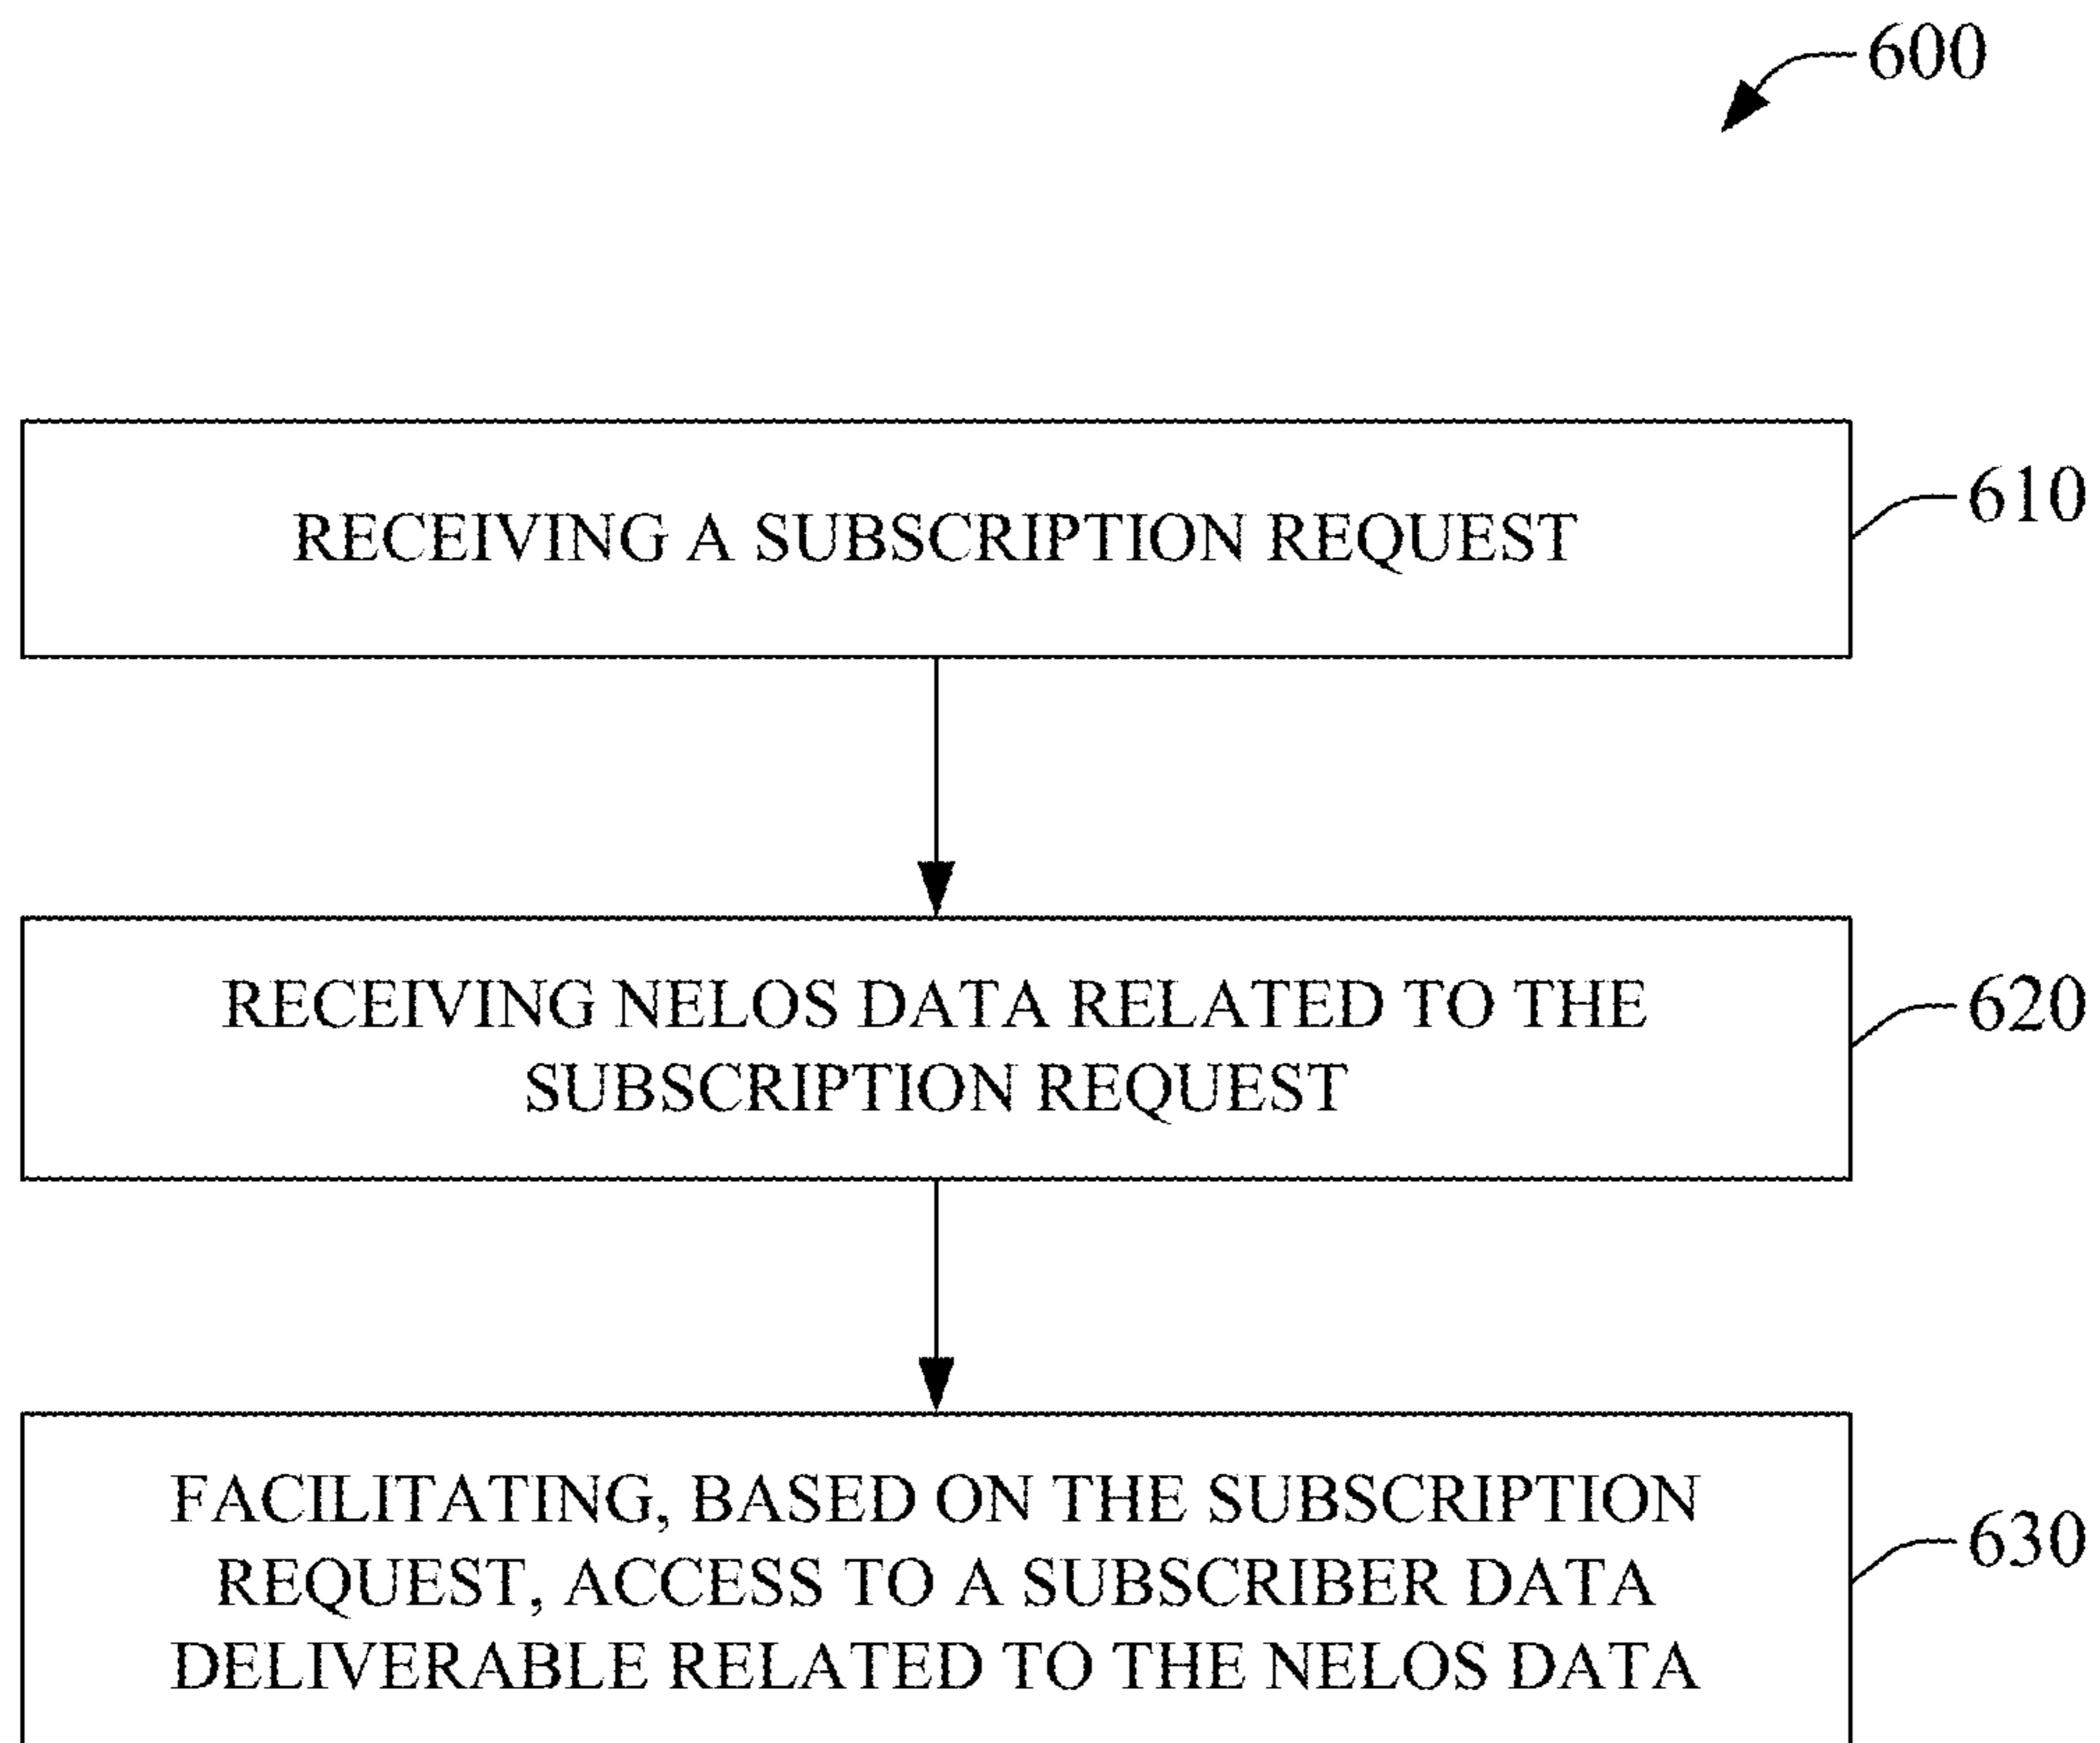 600
RECEIVING A SUBSCRIPTION REQUEST
610
RECEIVING NELOS DATA RELATED TO THE
SUBSCRIPTION REQUEST
620
FACILITATING, BASED ON THE SUBSCRIPTION
REQUEST, ACCESS TO A SUBSCRIBER DATA
DELIVERABLE RELATED TO THE NELOS DATA
630